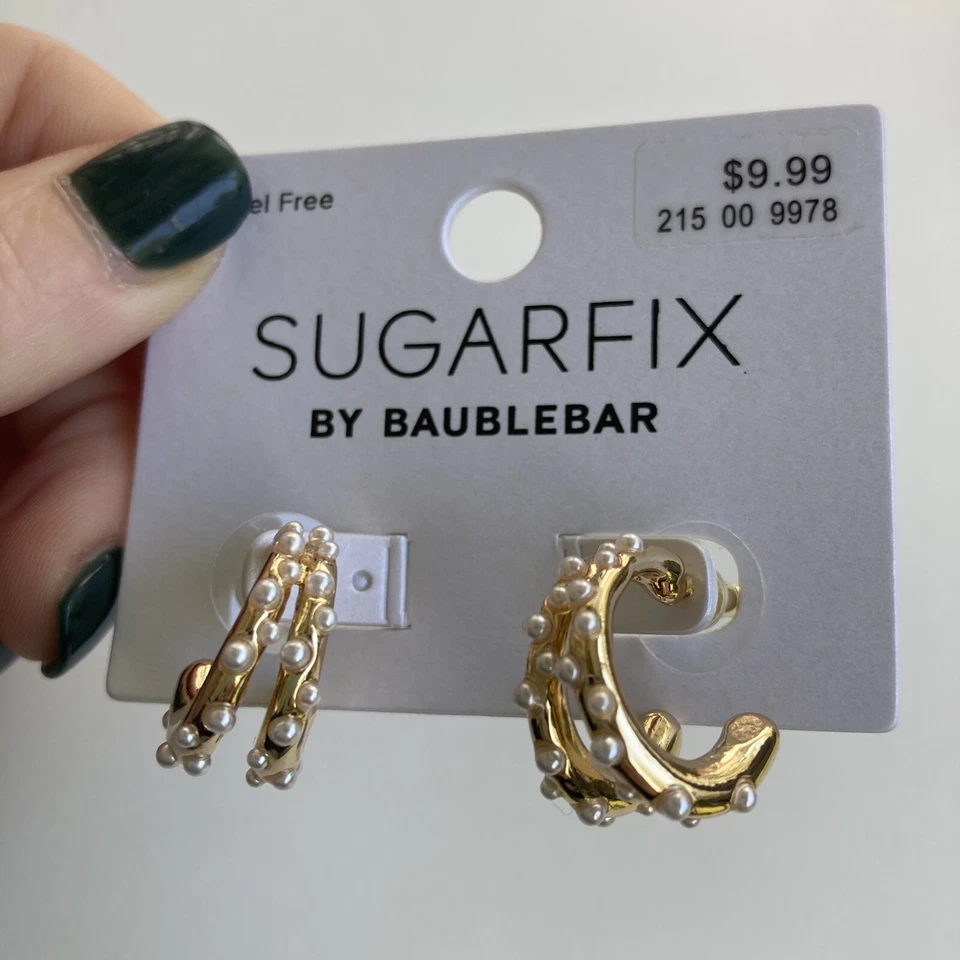 el Free
$9.99
215 00 9978
SUGARFIX
BY BAUBLEBAR